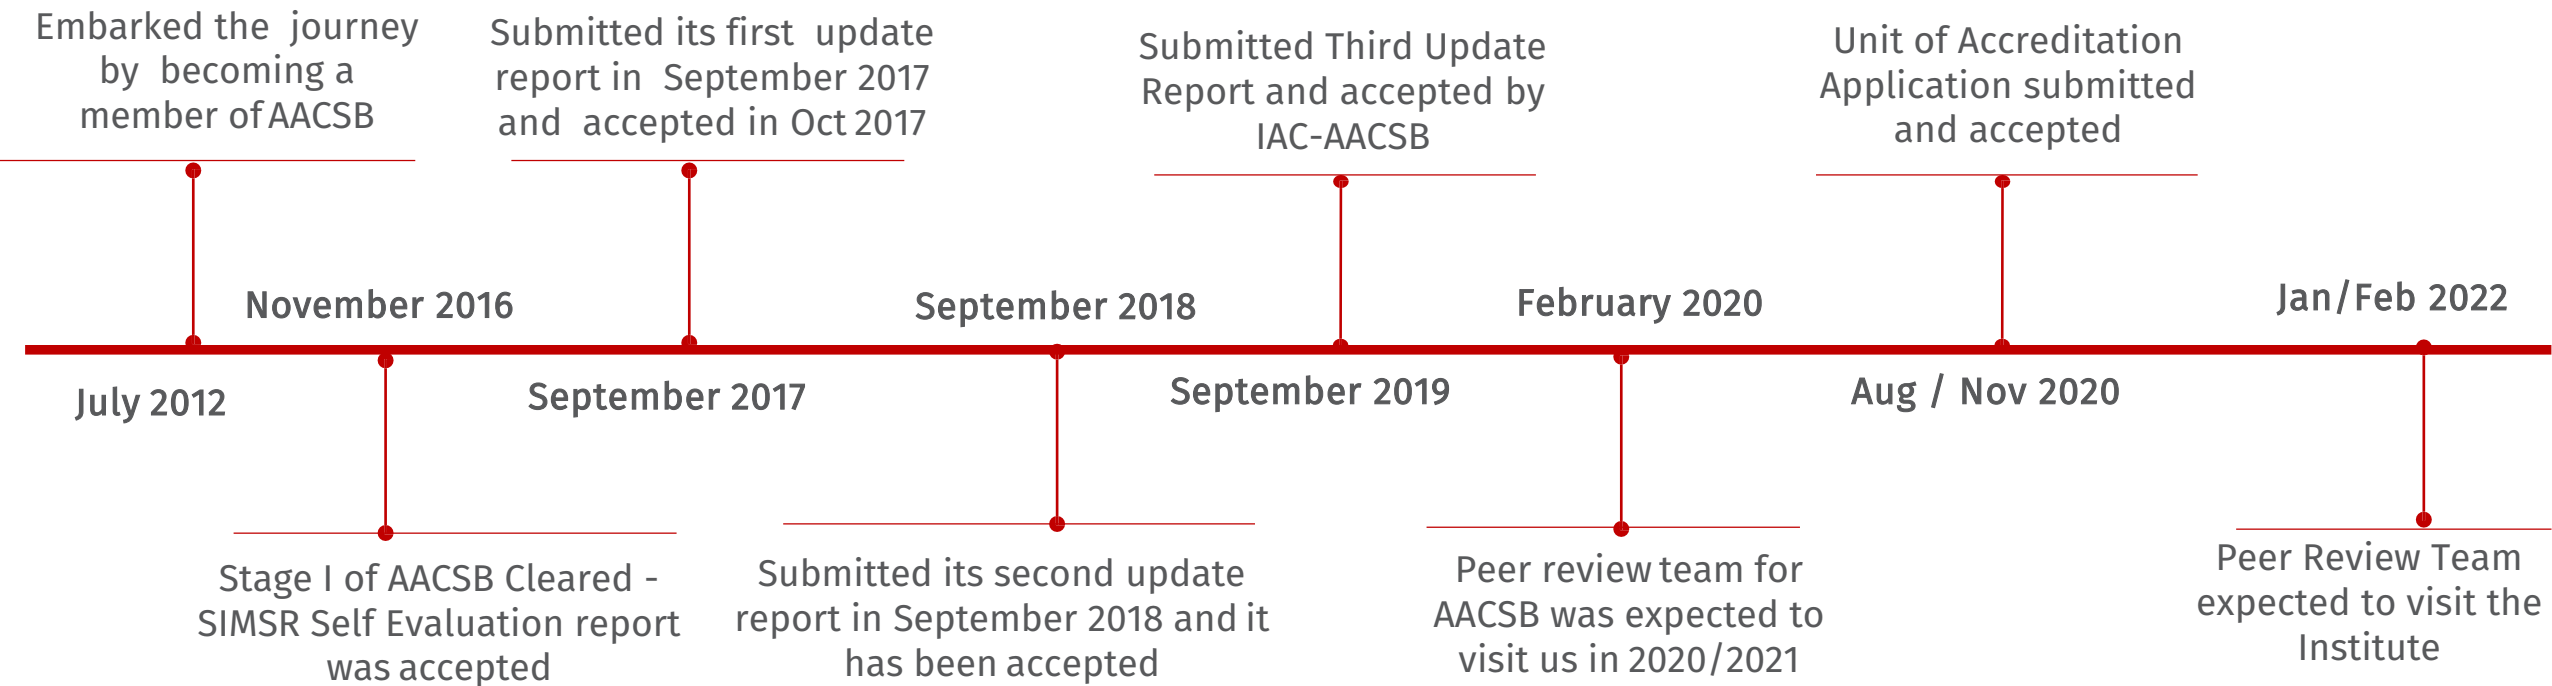 Embarked the journey
by becoming a
member of AACSB
July 2012
November 2016
Stage I of AACSB Cleared -
SIMSR Self Evaluation report
was accepted
Submitted its first update
report in September 2017
and accepted in Oct 2017
September 2017
September 2018
Submitted its second update
report in September 2018 and it
has been accepted
Submitted Third Update
Report and accepted by
IAC-AACSB
September 2019
February 2020
Peer review team for
AACSB was expected to
visit us in 2020/2021
Unit of Accreditation
Application submitted
and accepted
Aug / Nov 2020
Jan/Feb 2022
Peer Review Team
expected to visit the
Institute